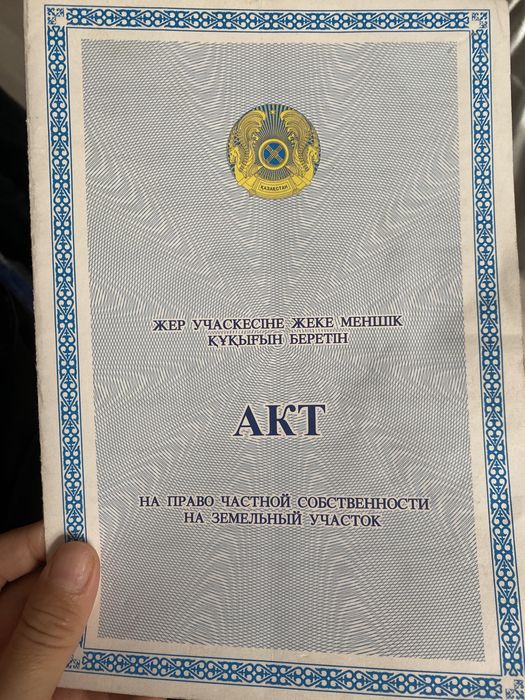 ҚАЗАҚСТАН
ЖЕР УЧАСКЕСІНЕ ЖЕКЕ МЕНШІК
ҚҰҚЫҒЫН БЕРЕТІН
АКТ
НА ПРАВО ЧАСТНОЙ СОБСТВЕННОСТИ
НА ЗЕМЕЛЬНЫЙ УЧАСТОК